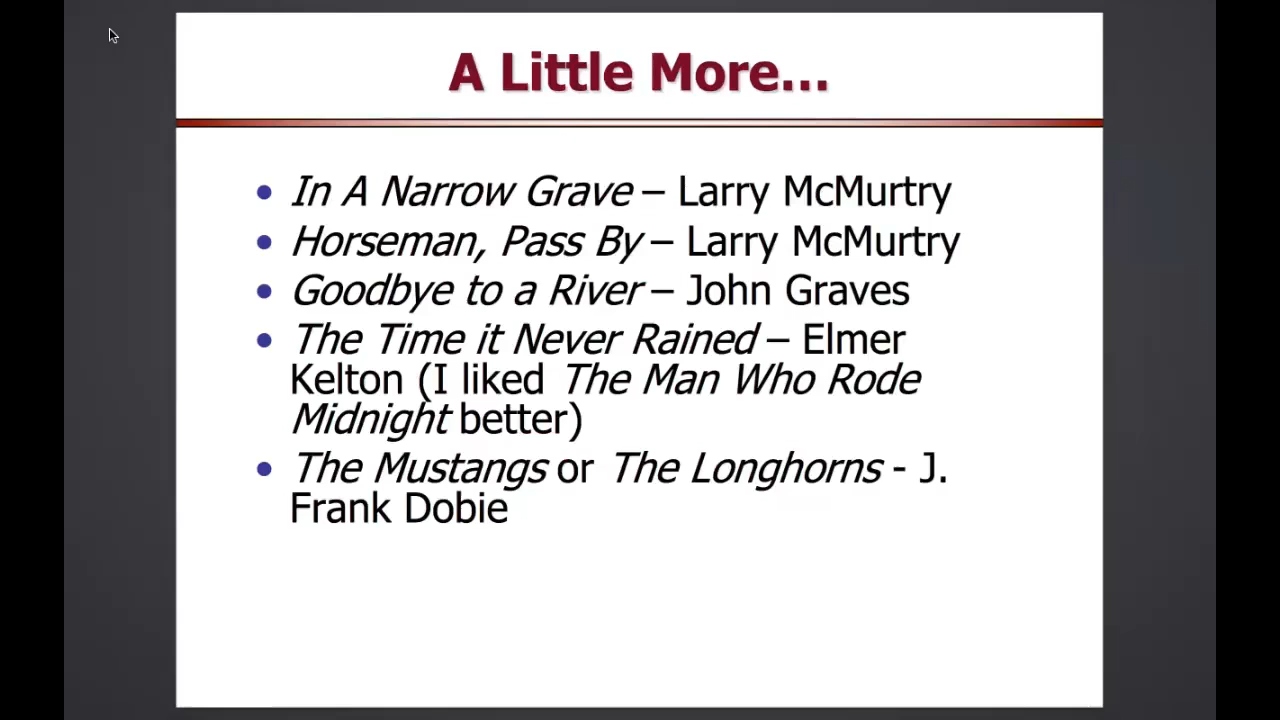 A Little More...
• In A Narrow Grave – Larry McMurtry
• Horseman, Pass By – Larry McMurtry
• Goodbye to a River – John Graves
• The Time it Never Rained – Elmer
Kelton (I liked The Man Who Rode
Midnight better)
• The Mustangs or The Longhorns - J.
Frank Dobie